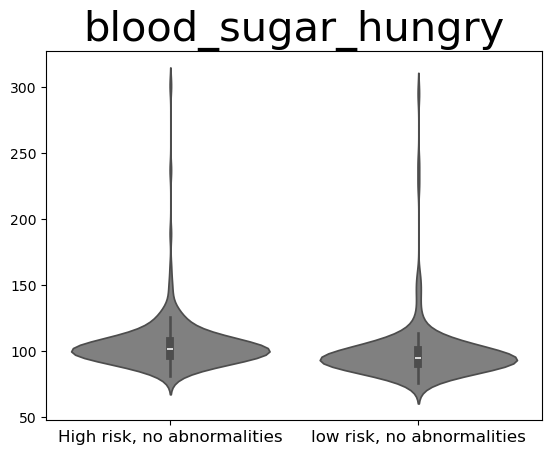 blood_sugar_hungry
300
250
200
150
100
50
High risk, no abnormalities
low risk, no abnormalities